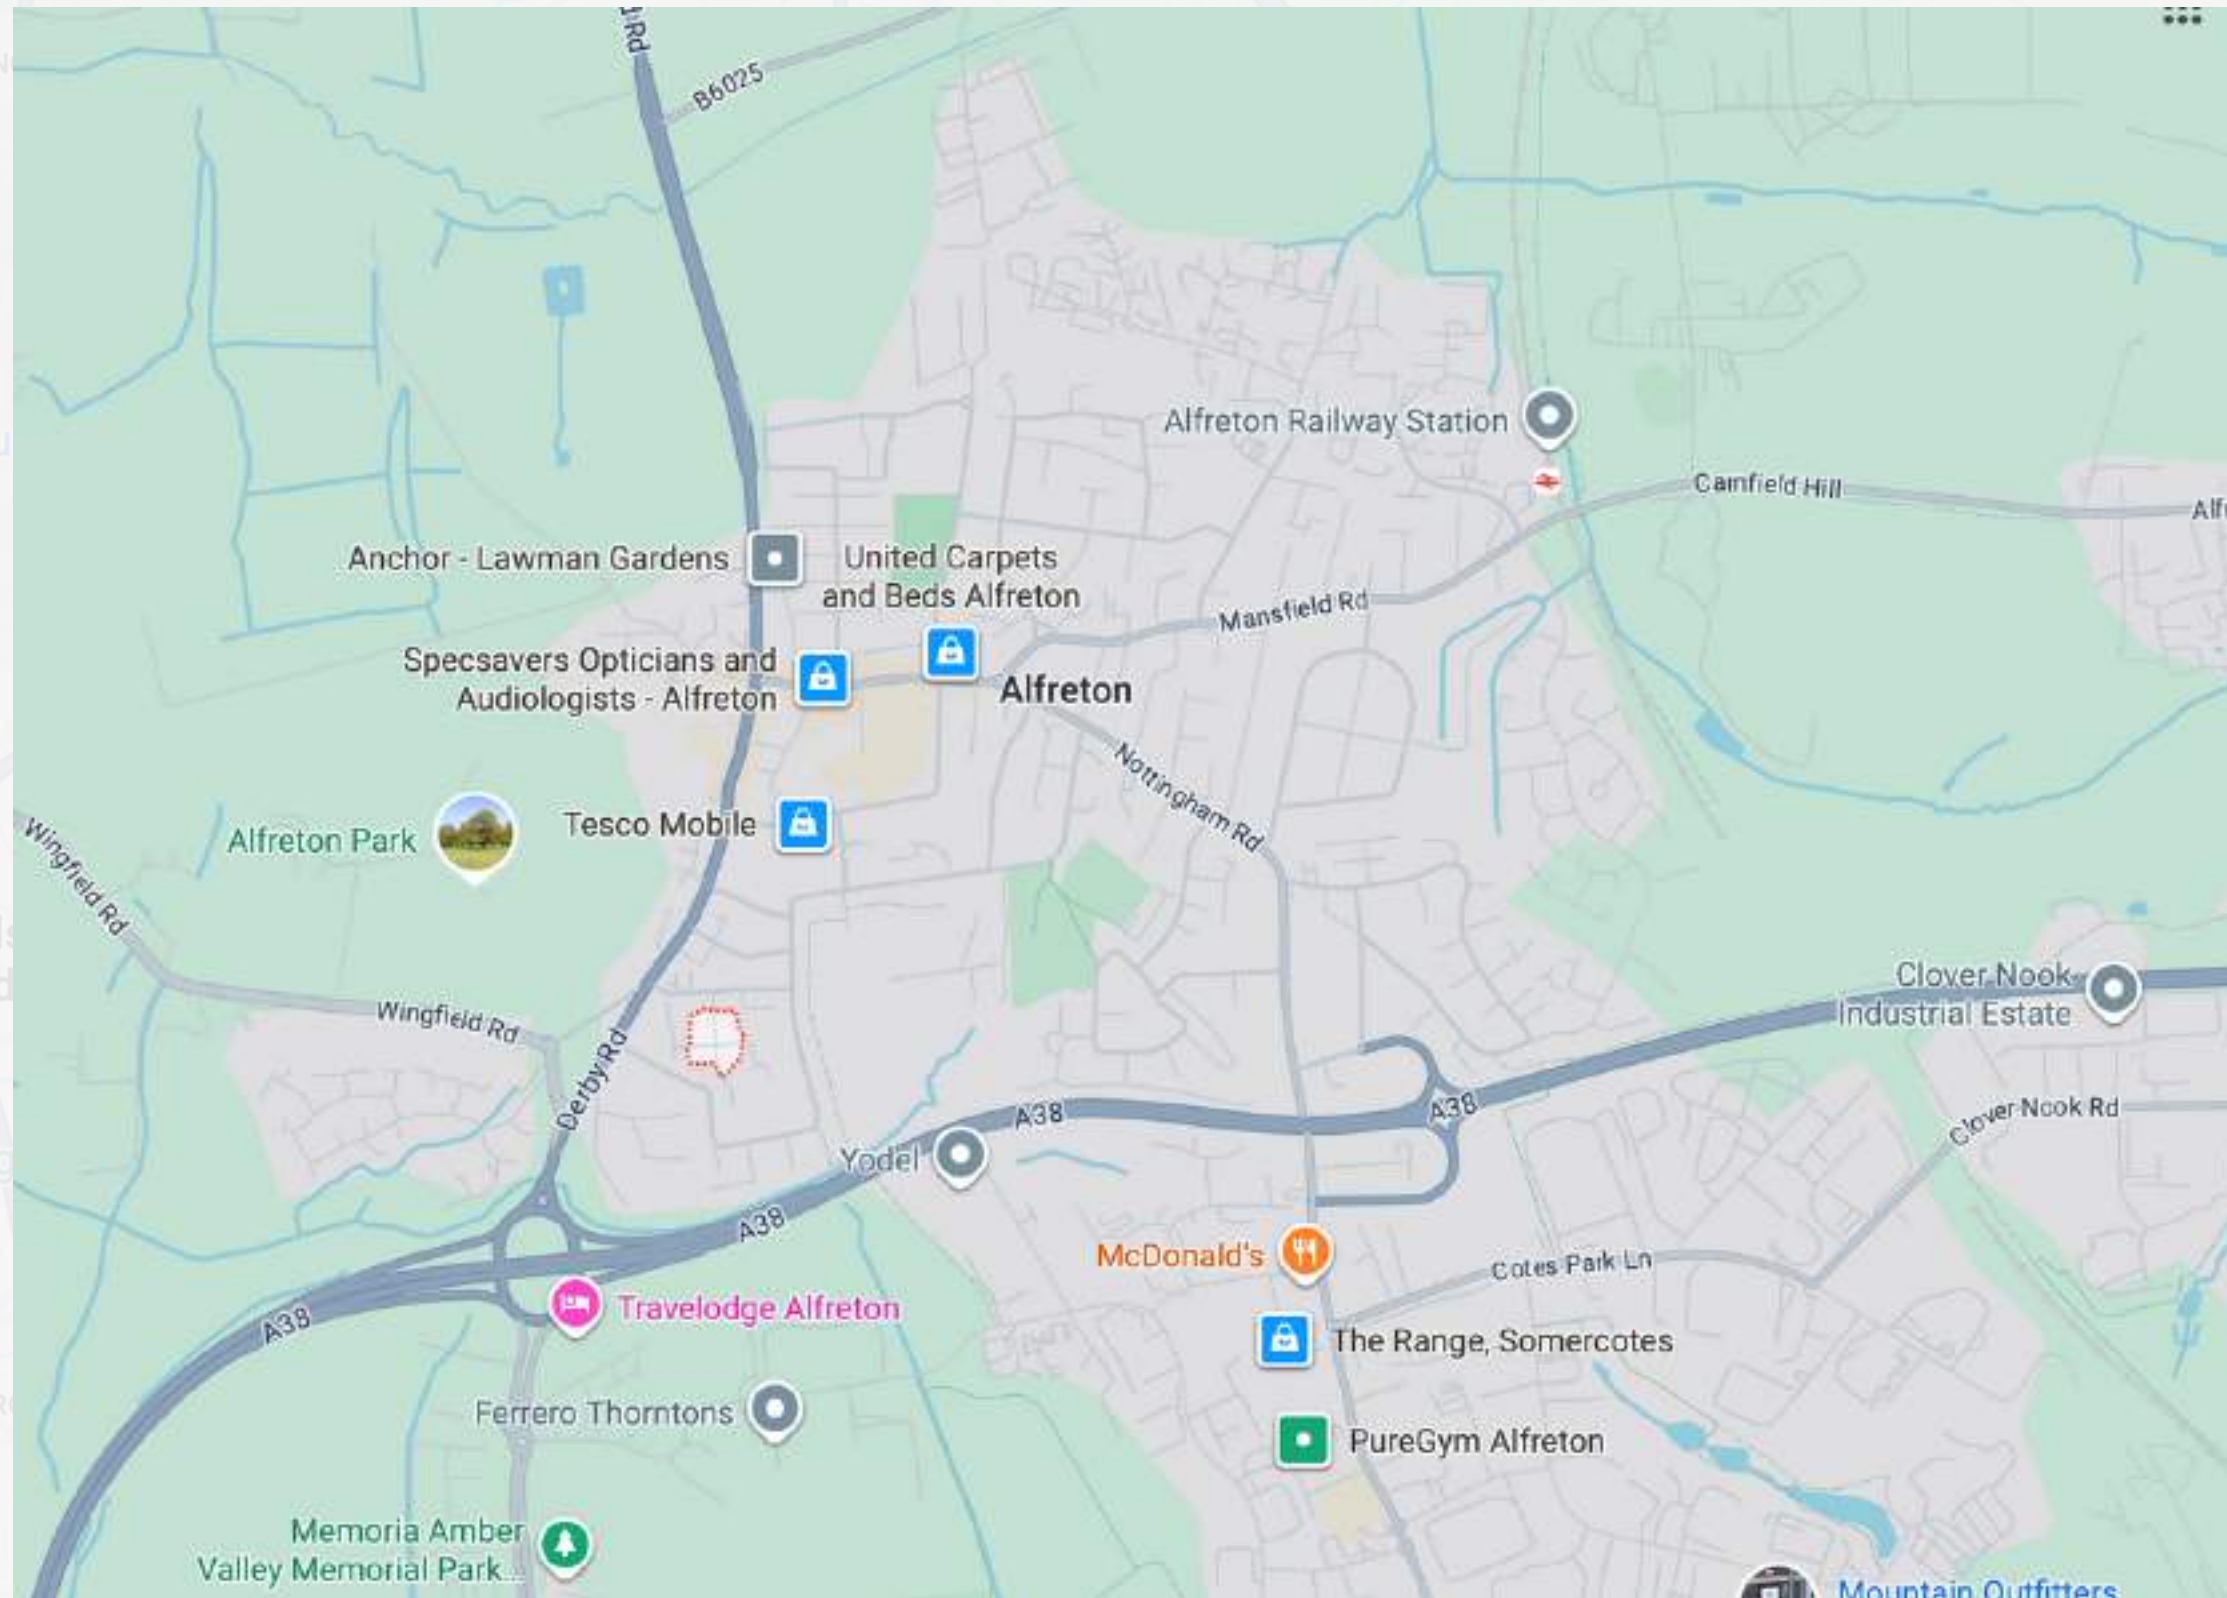 B6025
Alfreton Railway Station
Camfield Hill
Anchor - Lawman Gardens
United Carpets
and Beds Alfreton
Mansfield Rd
Specsavers Opticians and
Audiologists - Alfreton
Alfreton
Nottingham Rd
Alfreton Park
Tesco Mobile
Wingfield Rd
Clover Nook
Industrial Estate
Wingfield Rd
Derby Rd
A38
A38
Clover Nook Rd
Yodel
A38
McDonald's
Cotes Park Ln
Travelodge Alfreton
A38
The Range, Somercotes
Ferrero Thorntons
PureGym Alfreton
Memoria Amber
Valley Memorial Park...
Mountain Outfitters